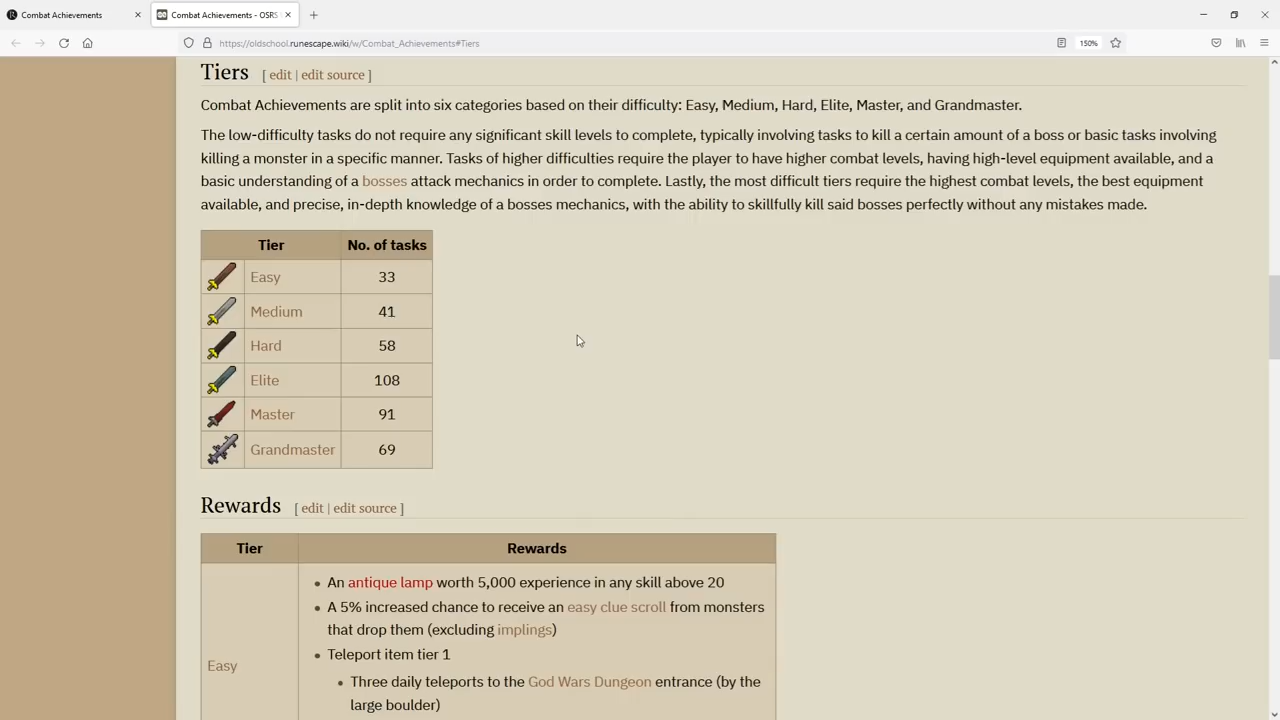 Combat Achievements
Combat Achievements - OSRS
https://oldschool.runescape.wiki/w/Combat_Achievements#Tiers
150%
Tiers [ edit | edit source ]
Combat Achievements are split into six categories based on their difficulty: Easy, Medium, Hard, Elite, Master, and Grandmaster.
The low-difficulty tasks do not require any significant skill levels to complete, typically involving tasks to kill a certain amount of a boss or basic tasks involving
killing a monster in a specific manner. Tasks of higher difficulties require the player to have higher combat levels, having high-level equipment available, and a
basic understanding of a bosses attack mechanics in order to complete. Lastly, the most difficult tiers require the highest combat levels, the best equipment
available, and precise, in-depth knowledge of a bosses mechanics, with the ability to skillfully kill said bosses perfectly without any mistakes made.
Tier No. of tasks
Easy 33
Medium 41
Hard 58
Elite 108
Master 91
Grandmaster 69
Rewards [ edit | edit source ]
Tier Rewards
• An antique lamp worth 5,000 experience in any skill above 20
• A 5% increased chance to receive an easy clue scroll from monsters
that drop them (excluding implings)
• Teleport item tier 1
Easy
• Three daily teleports to the God Wars Dungeon entrance (by the
large boulder)